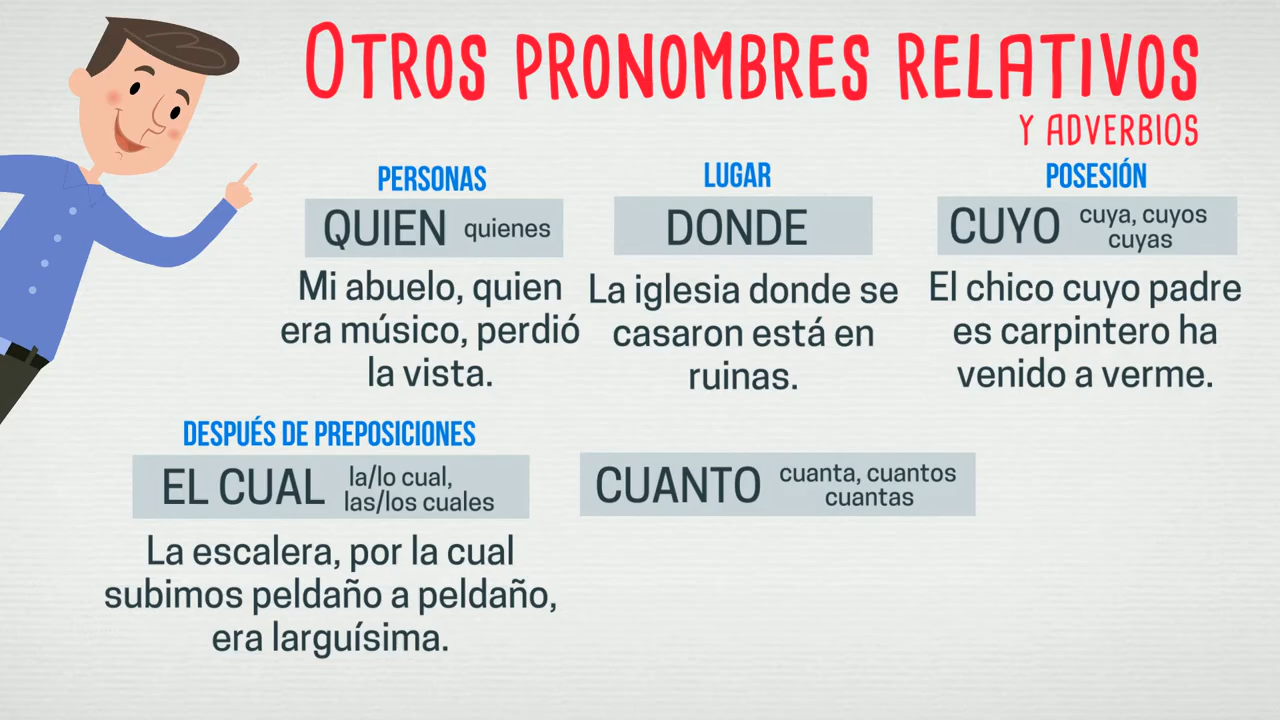 OTROS PRONOMBRES RELATIVOS
Y ADVERBIOS
PERSONAS
QUIEN quienes
Mi abuelo, quien
era músico, perdió
la vista.
LUGAR
DONDE
La iglesia donde se
casaron está en
ruinas.
POSESIÓN
CUYO cuya, cuyos
cuyas
El chico cuyo padre
es carpintero ha
venido a verme.
DESPUÉS DE PREPOSICIONES
EL CUAL la/lo cual,
las/los cuales
La escalera, por la cual
subimos peldaño a peldaño,
era larguísima.
CUANTO cuanta, cuantos
cuantas